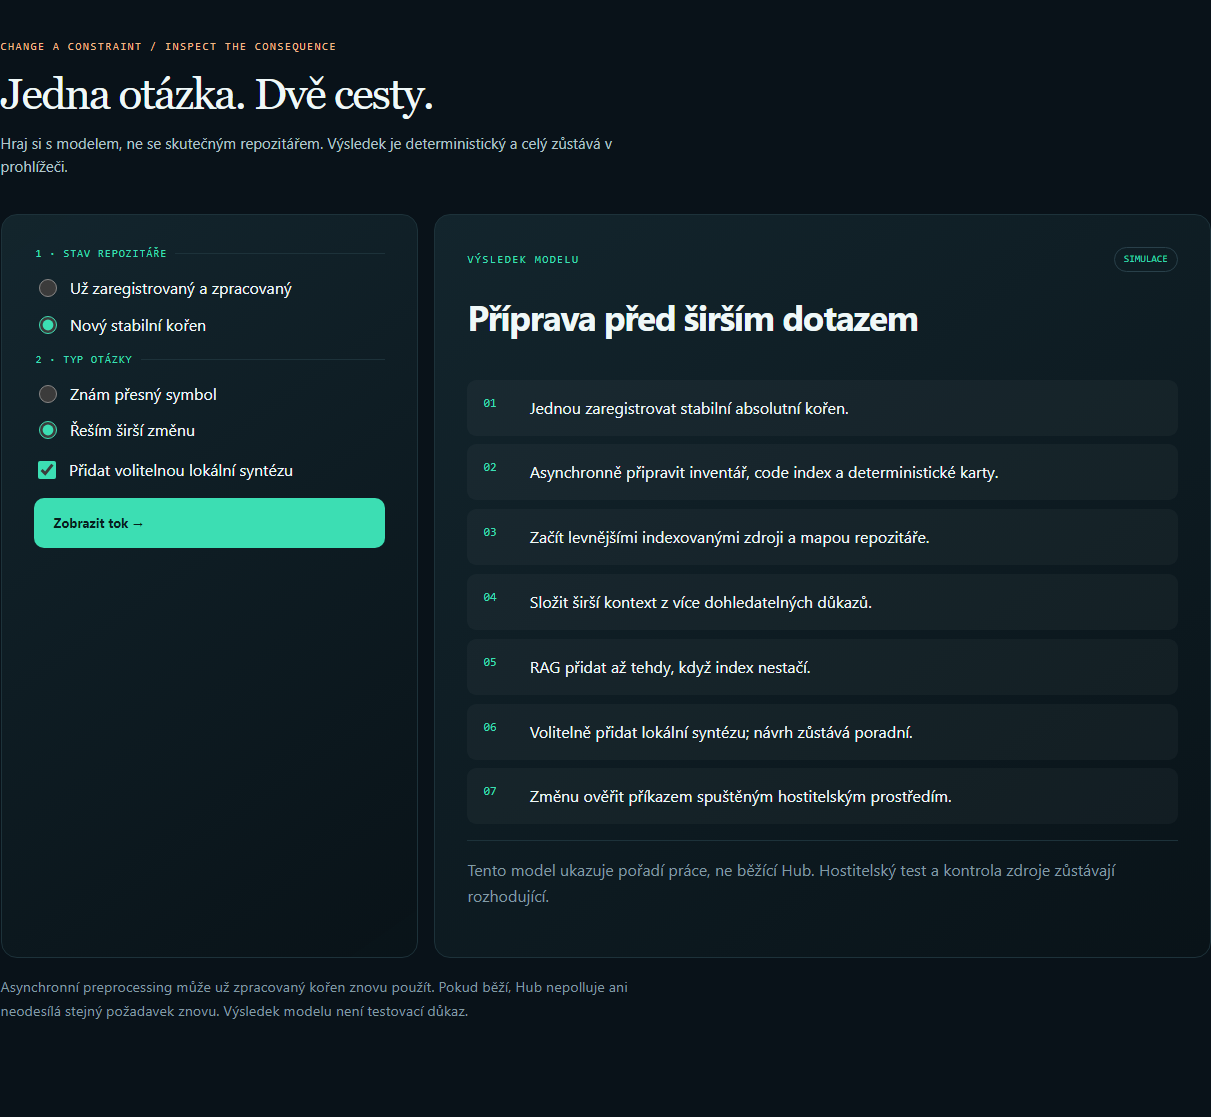 CHANGE A CONSTRAINT / INSPECT THE CONSEQUENCE
Jedna otázka. Dvě cesty.
Hraj si s modelem, ne se skutečným repozitářem. Výsledek je deterministický a celý zůstává v
prohlížeči.
1 · STAV REPOZITÁŘE
Už zaregistrovaný a zpracovaný
Nový stabilní kořen
2 · TYP OTÁZKY
Znám přesný symbol
Řeším širší změnu
Přidat volitelnou lokální syntézu
Zobrazit tok →
VÝSLEDEK MODELU
SIMULACE
Příprava před širším dotazem
01 Jednou zaregistrovat stabilní absolutní kořen.
02 Asynchronně připravit inventář, code index a deterministické karty.
03 Začít levnějšími indexovanými zdroji a mapou repozitáře.
04 Složit širší kontext z více dohledatelných důkazů.
05 RAG přidat až tehdy, když index nestačí.
06 Volitelně přidat lokální syntézu; návrh zůstává poradní.
07 Změnu ověřit příkazem spuštěným hostitelským prostředím.
Tento model ukazuje pořadí práce, ne běžící Hub. Hostitelský test a kontrola zdroje zůstávají
rozhodující.
Asynchronní preprocessing může už zpracovaný kořen znovu použít. Pokud běží, Hub nepolluje ani
neodesílá stejný požadavek znovu. Výsledek modelu není testovací důkaz.